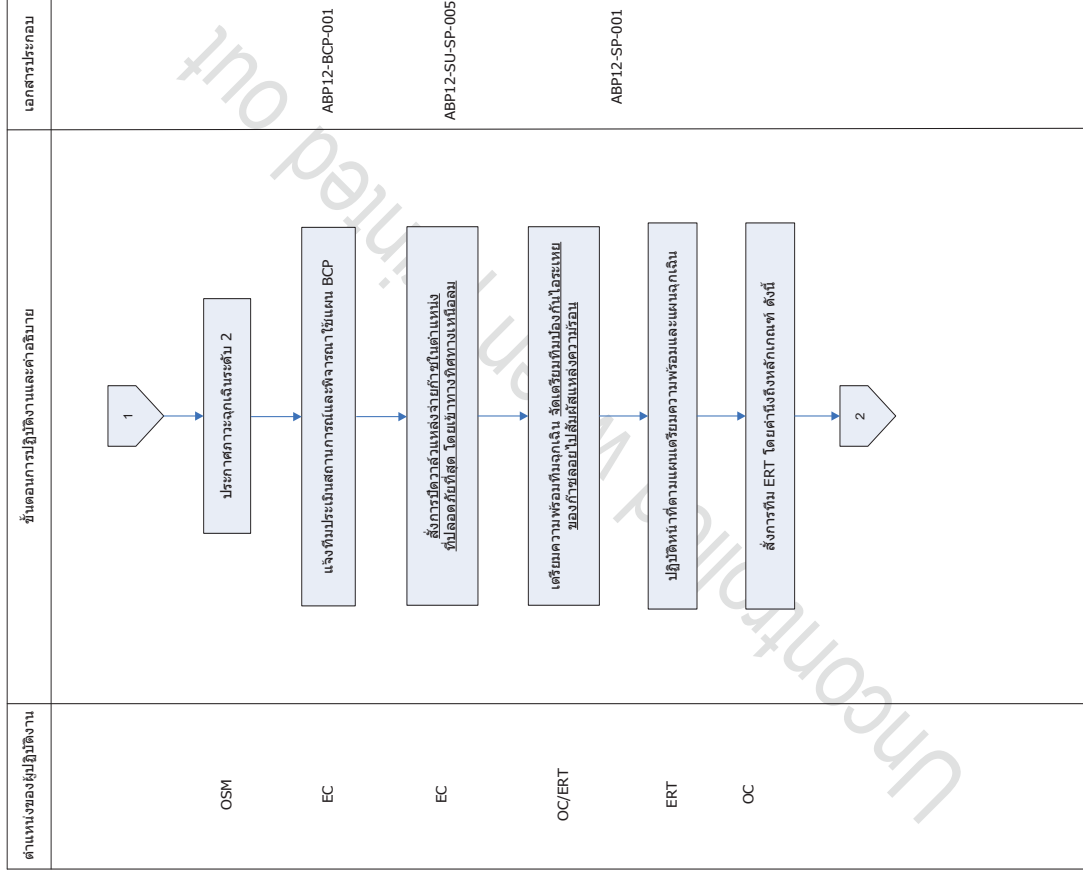 ตำแหน่งของผู้ปฏิบัติงาน
ขั้นตอนการปฏิบัติงานและคำอธิบาย
เอกสารประกอบ
1
OSM
ประกาศภาวะฉุกเฉินระดับ 2
EC
แจ้งทีมประเมินสถานการณ์และพิจารณาใช้แผน BCP
ABP12-BCP-001
EC
สั่งการปิดวาล์วแหล่งจ่ายก๊าซในตำแหน่ง
ที่ปลอดภัยที่สุด โดยเข้าทางทิศทางเหนือลม
ABP12-SU-SP-005
OC/ERT
เตรียมความพร้อมทีมฉุกเฉิน จัดเตรียมทีมป้องกันไอระเหย
ของก๊าซลอยไปสัมผัสแหล่งความร้อน
ABP12-SP-001
ERT
ปฏิบัติหน้าที่ตามแผนเตรียมความพร้อมและแผนฉุกเฉิน
OC
สั่งการทีม ERT โดยคำนึงถึงหลักเกณฑ์ ดังนี้
2